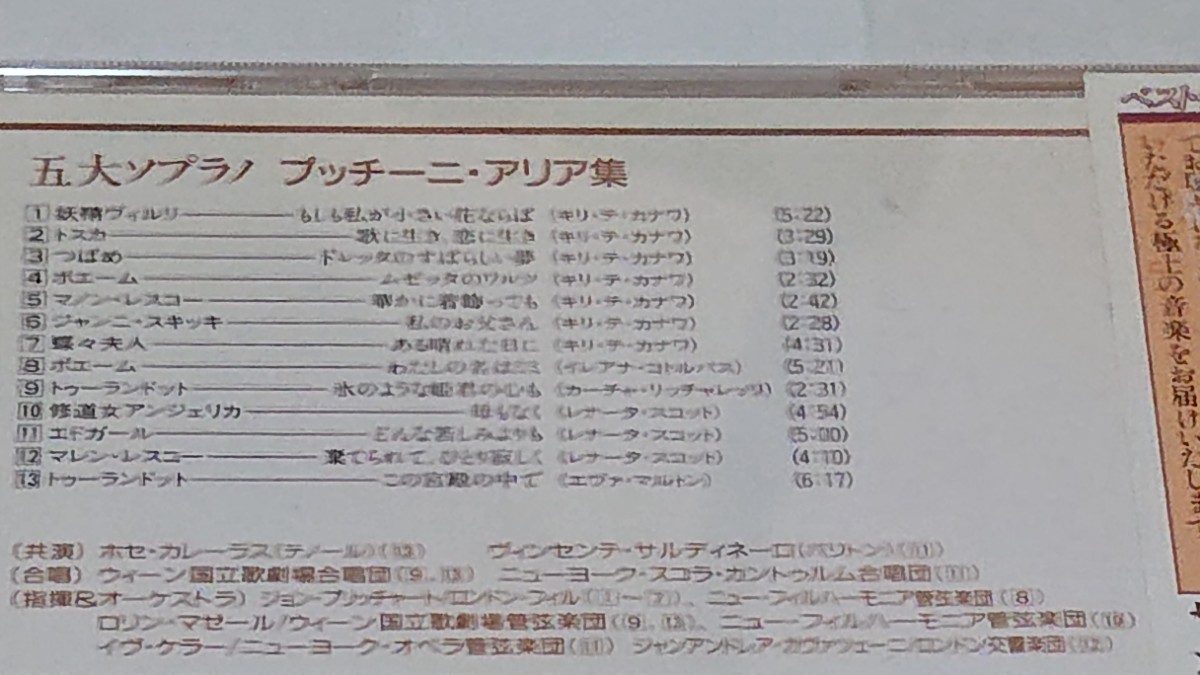 五大ソプラノ プッチーニ・アリア集
1 妖精ヴィルリ もしも私が小さい花ならば (キリ・テ・カナワ) (5:22)
2 トスカ 歌に生き、恋に生き (キリ・テ・カナワ) (3:29)
3 つばめ ドレッタのすばらしい夢 (キリ・テ・カナワ) (3:19)
4 ボエーム ムゼッタのワルツ (キリ・テ・カナワ) (2:32)
5 マノン・レスコー 華かに着飾っても (キリ・テ・カナワ) (2:42)
6 ジャンニ・スキッキ 私のお父さん (キリ・テ・カナワ) (2:28)
7 蝶々夫人 ある晴れた日に (キリ・テ・カナワ) (4:31)
8 ボエーム わたしの名はミミ (イレアナ・コトルバス) (5:21)
9 トゥーランドット 氷のような姫君の心も (カーチャ・リッチャレッリ) (2:31)
10 修道女アンジェリカ 母もなく (レナータ・スコット) (4:54)
11 エドガール どんな苦しみよりも (レナータ・スコット) (5:00)
12 マノン・レスコー 棄てられて、ひとり寂しく (レナータ・スコット) (4:10)
13 トゥーランドット この宮殿の中で (エヴァ・マルトン) (6:17)
(共演) ホセ・カレーラス(テノール)(13) ヴィンセンテ・サルディネーロ(バリトン)(11)
(合唱) ウィーン国立歌劇場合唱団(9、13) ニューヨーク・スコラ・カントゥルム合唱団(11)
(指揮&オーケストラ) ジョン・プリッチャード/ロンドン・フィル(1〜7)、ニュー・フィルハーモニア管弦楽団(8)
ロリン・マゼール/ウィーン国立歌劇場管弦楽団(9、13)、ニュー・フィルハーモニア管弦楽団(10)
イヴ・ケラー/ニューヨーク・オペラ管弦楽団(11) ジャンアンドレア・ガヴァツェーニ/ロンドン交響楽団(12)
ベスト
いただける極上の音楽をお届けいたします